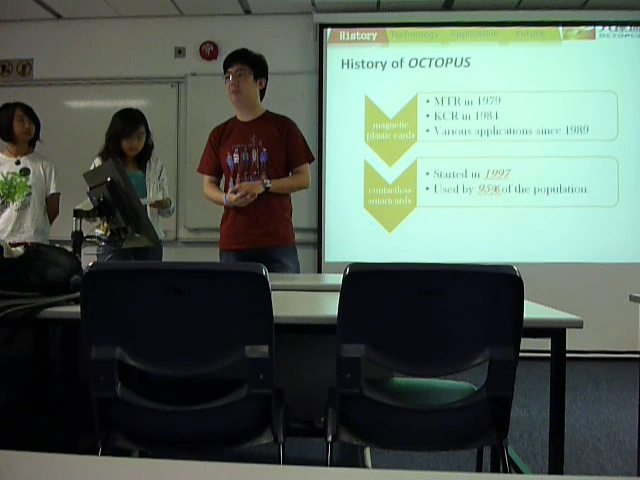 History Technology Application Future
History of OCTOPUS
magnetic
plastic cards
• MTR in 1979
• KCR in 1984
• Various applications since 1989
contactless
smartcards
• Started in 1997
• Used by 95% of the population